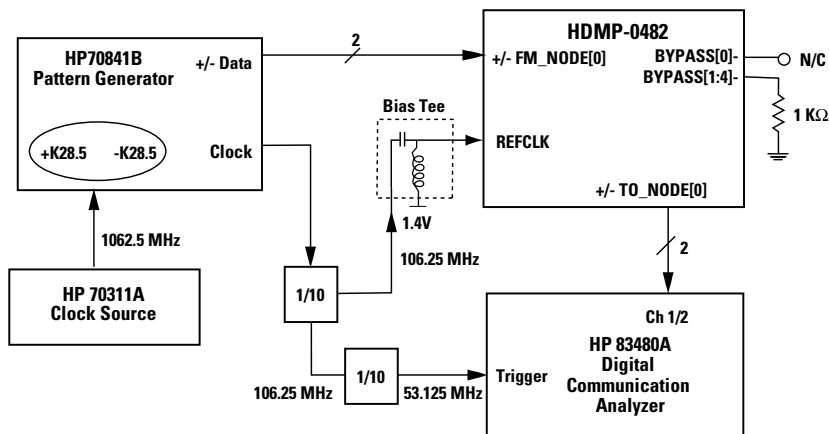 HP70841B
Pattern Generator
+/- Data
+K28.5
-K28.5
Clock
1062.5 MHz
HP 70311A
Clock Source
2
Bias Tee
1.4V
106.25 MHz
1/10
106.25 MHz
1/10
53.125 MHz
HDMP-0482
+/- FM_NODE[0]
BYPASS[0]-
N/C
BYPASS[1:4]-
1 KΩ
REFCLK
+/- TO_NODE[0]
2
Ch 1/2
HP 83480A
Digital
Communication
Analyzer
Trigger